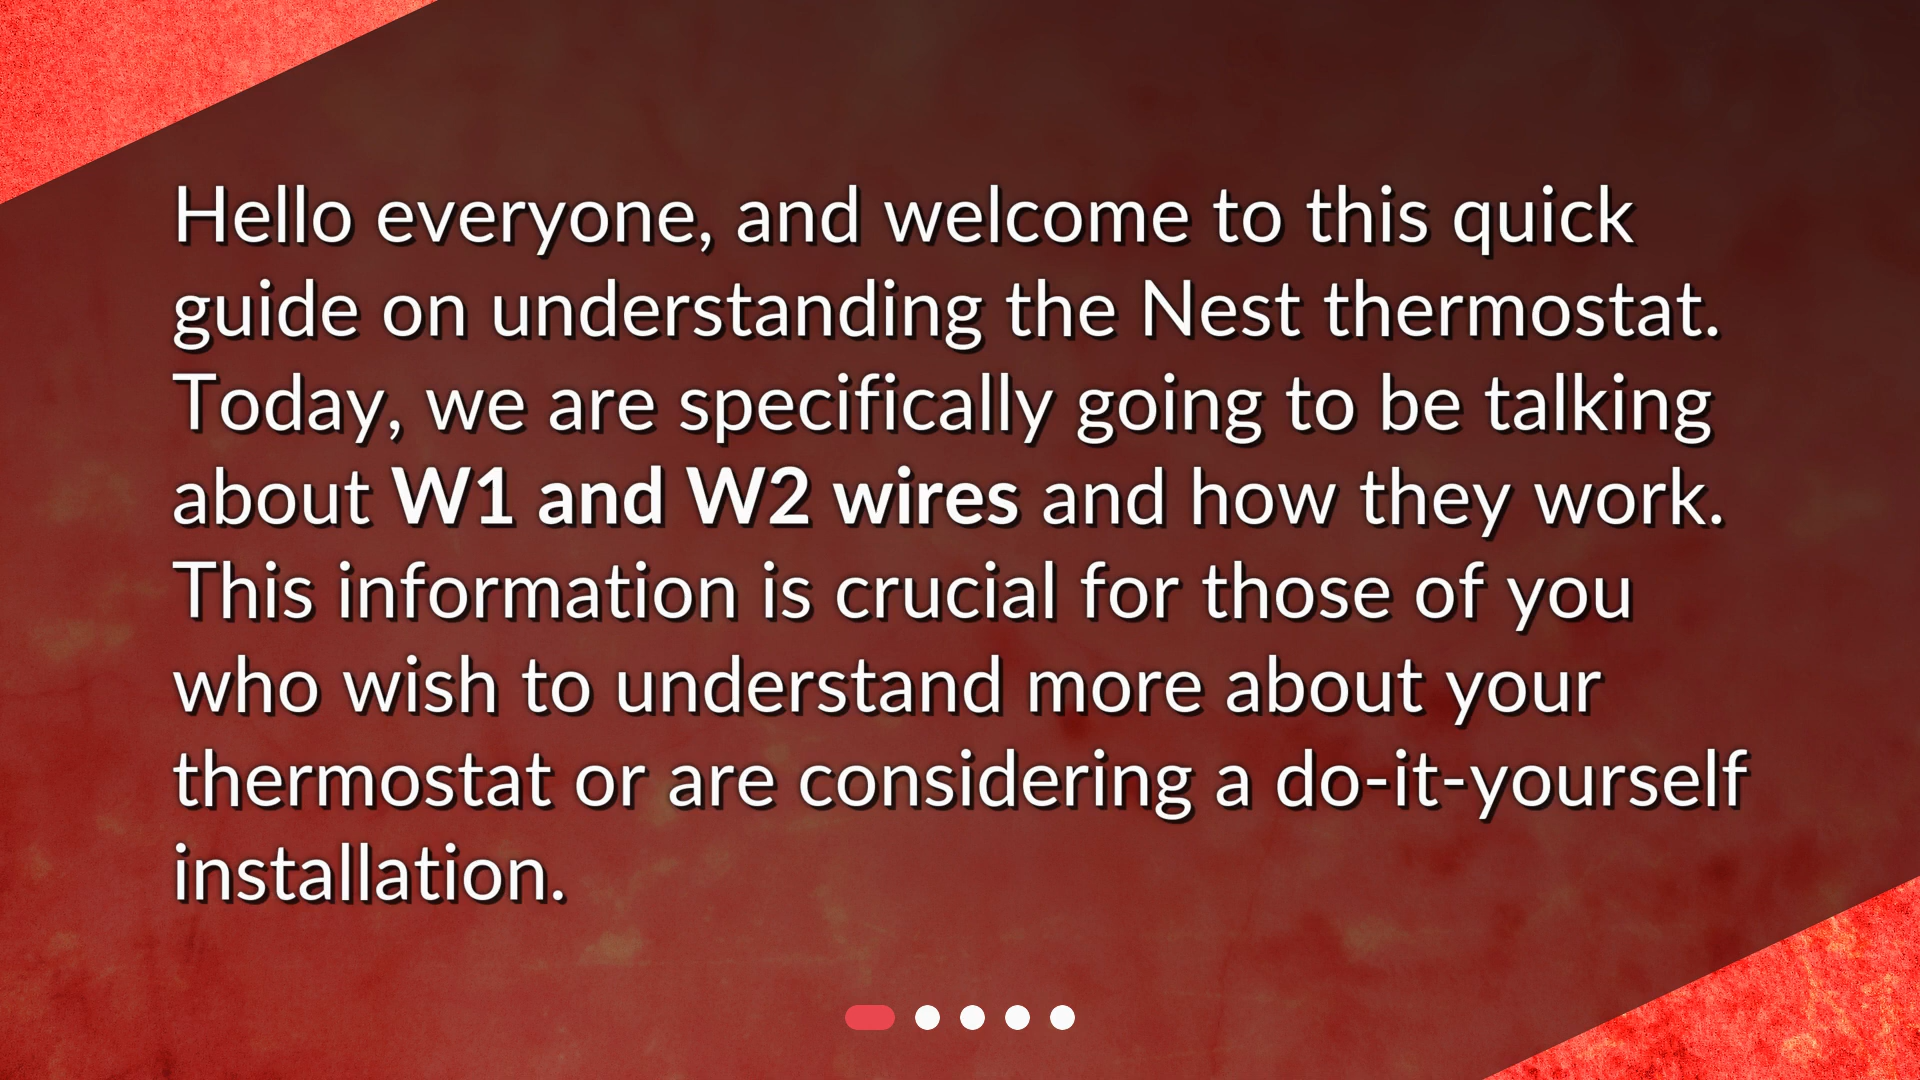 Hello everyone, and welcome to this quick
guide on understanding the Nest thermostat.
Today, we are specifically going to be talking
about W1 and W2 wires and how they work.
This information is crucial for those of you
who wish to understand more about your
thermostat or are considering a do-it-yourself
installation.